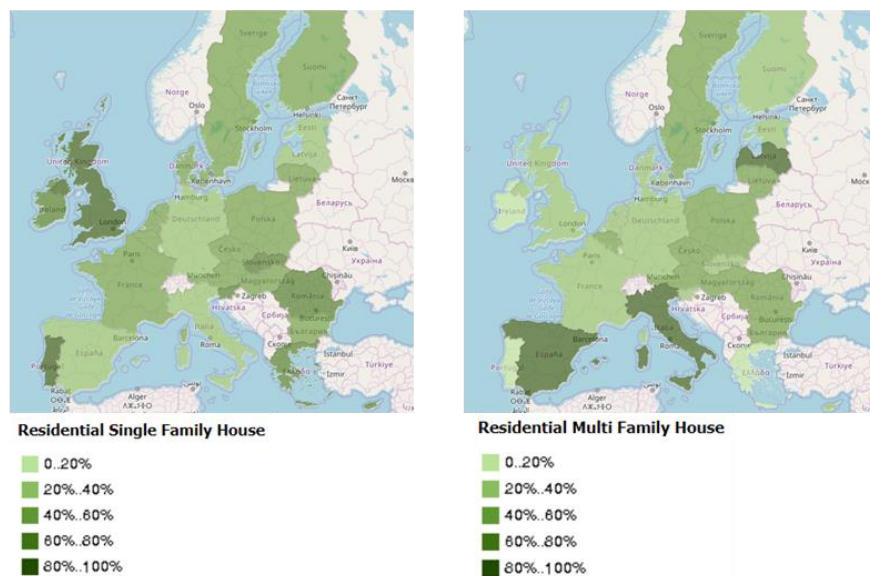 Sverige
Suomi
Norge
Oslo
Санкт-
Петербург
Helsinki
Stockholm
Eesti
United Kingdom
Danmark
Latvija
København
Lietuva
Москва
Ireland
Hamburg
London
Беларусь
Deutschland
Polska
Paris
Česko
Київ
Україна
Slovensko
France
München
Magyarország
Chișinău
Zagreb
România
Hrvatska
București
Србија
България
Barcelona
Italia
Portugal
España
Roma
Скопје
Istanbul
Türkiye
Ελλάδα
Izmir
Rabat
Alger
Sverige
Suomi
Norge
Oslo
Санкт-
Петербург
Helsinki
Stockholm
Eesti
United Kingdom
Danmark
Latvija
København
Lietuva
Москва
Ireland
Hamburg
London
Беларусь
Deutschland
Polska
Paris
Česko
Київ
Україна
Slovensko
France
München
Magyarország
Chișinău
Zagreb
România
Hrvatska
București
Србија
България
Barcelona
Italia
Portugal
España
Roma
Скопје
Istanbul
Türkiye
Ελλάδα
Izmir
Rabat
Alger
Residential Single Family House
0..20%
20%..40%
40%..60%
60%..80%
80%..100%
Residential Multi Family House
0..20%
20%..40%
40%..60%
60%..80%
80%..100%